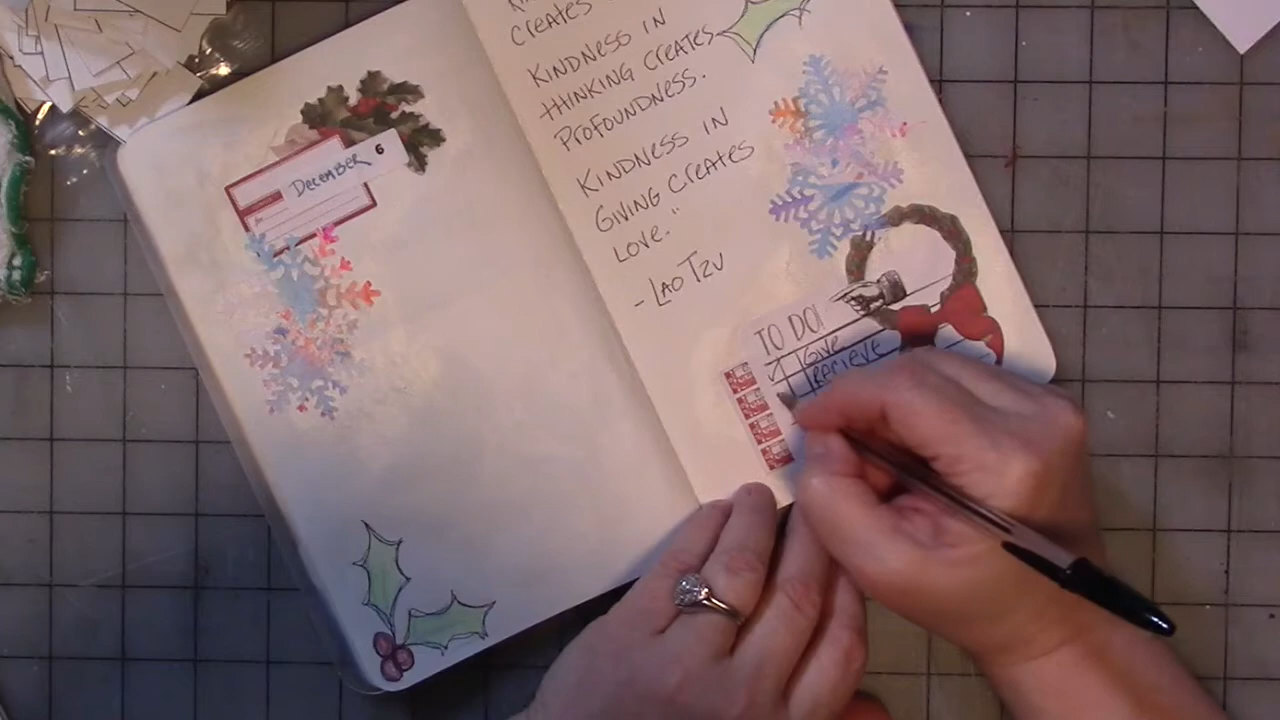 December 6
CREATES
KINDNESS IN
THINKING CREATES
PROFOUNDNESS.
KINDNESS IN
GIVING CREATES
LOVE."
- LAO TZU
TO DO!
GIVE
RECIEVE